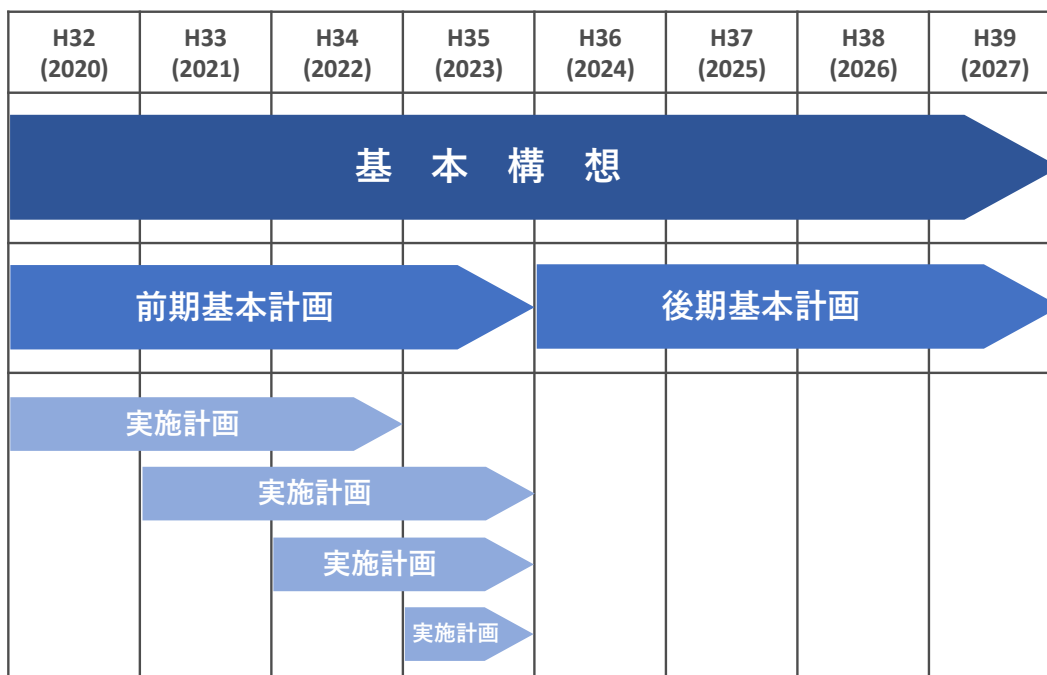 H32
(2020)
H33
(2021)
H34
(2022)
H35
(2023)
H36
(2024)
H37
(2025)
H38
(2026)
H39
(2027)
基　本　構　想
前期基本計画
後期基本計画
実施計画
実施計画
実施計画
実施計画